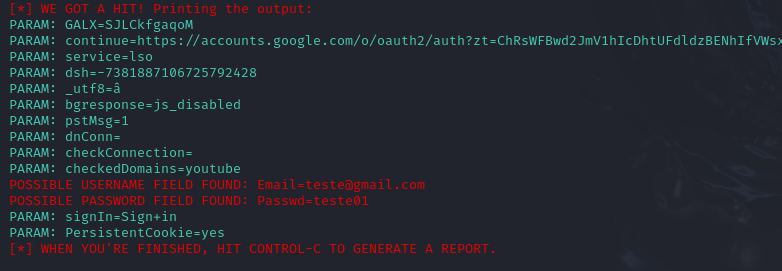 [*] WE GOT A HIT! Printing the output:
PARAM: GALX=SJLCkfgaqoM
PARAM: continue=https://accounts.google.com/o/oauth2/auth?zt=ChRsWFBwd2JmV1hIcDhtUFdldzBENhIfVWsx
PARAM: service=lso
PARAM: dsh=-7381887106725792428
PARAM: _utf8=â
PARAM: bgresponse=js_disabled
PARAM: pstMsg=1
PARAM: dnConn=
PARAM: checkConnection=
PARAM: checkedDomains=youtube
POSSIBLE USERNAME FIELD FOUND: Email=teste@gmail.com
POSSIBLE PASSWORD FIELD FOUND: Passwd=teste01
PARAM: signIn=Sign+in
PARAM: PersistentCookie=yes
[*] WHEN YOU'RE FINISHED, HIT CONTROL-C TO GENERATE A REPORT.